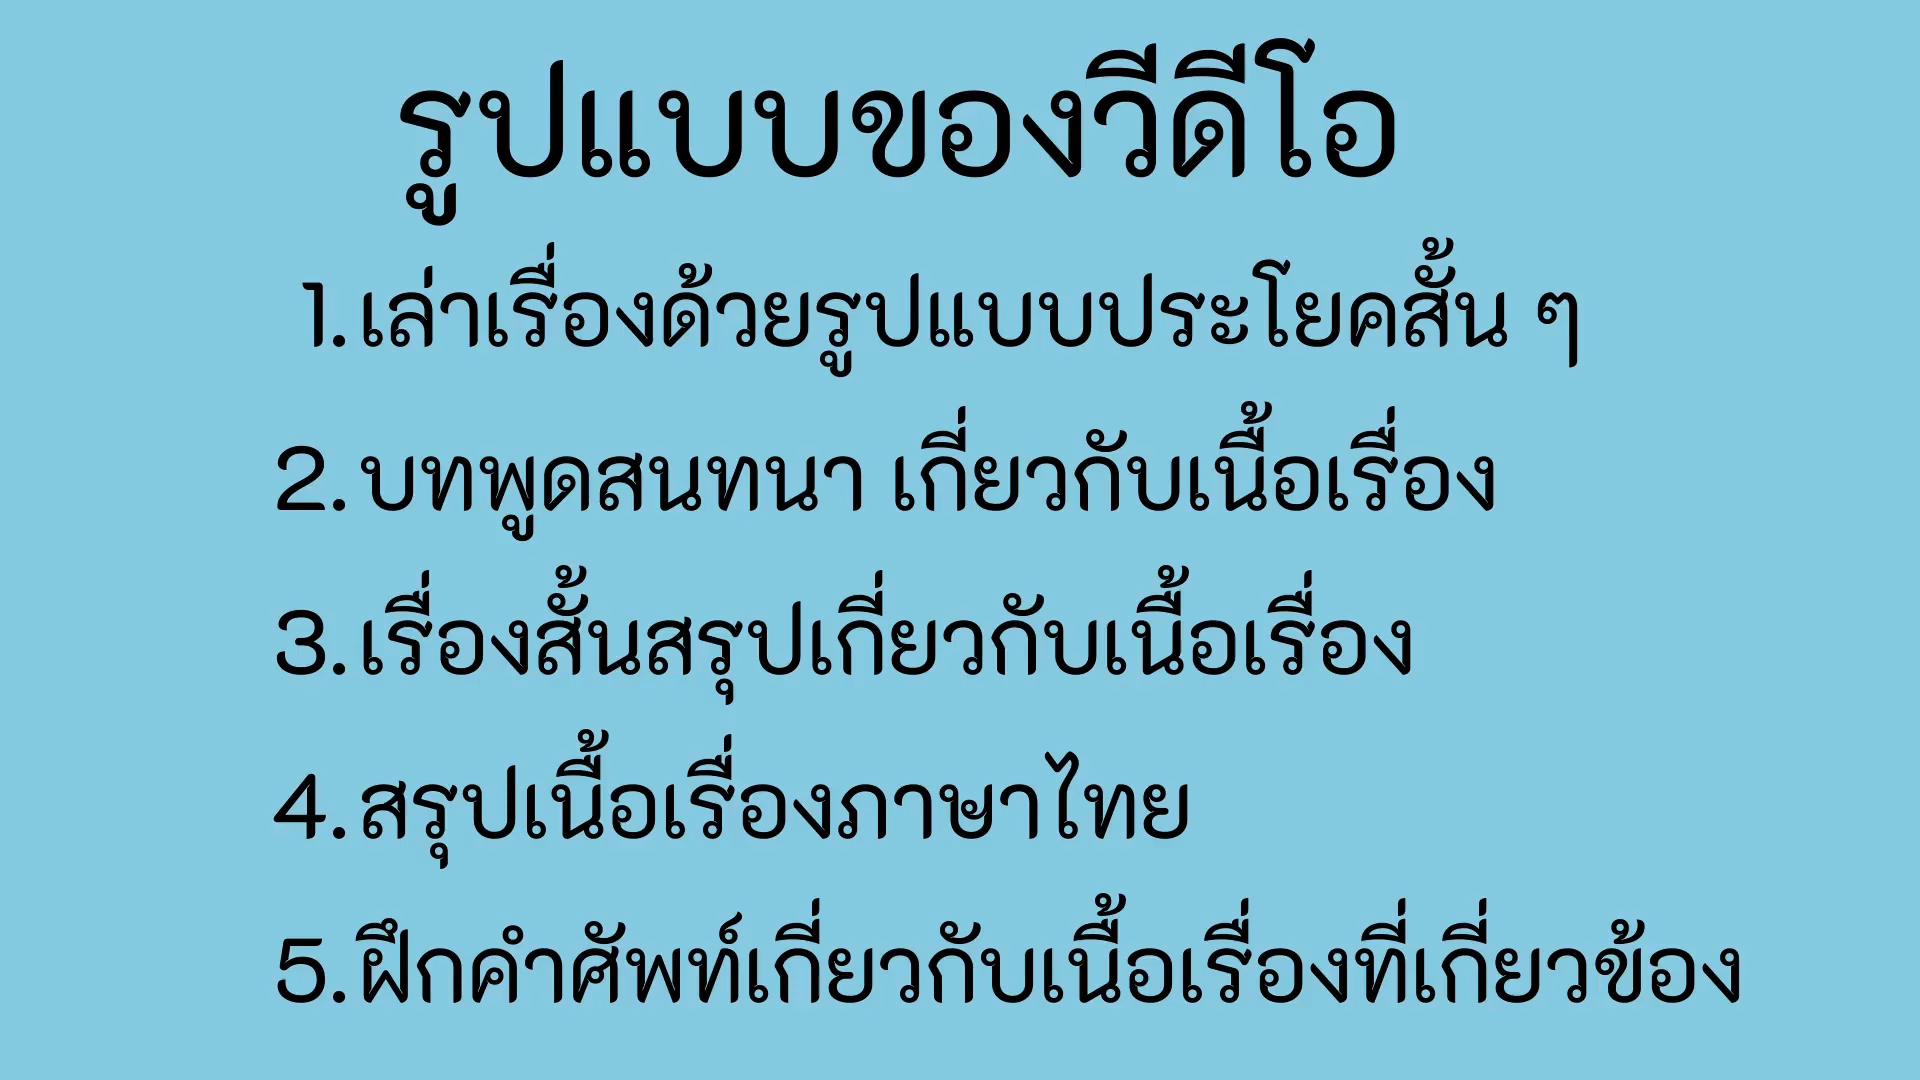 รูปแบบของวีดีโอ
1. เล่าเรื่องด้วยรูปแบบประโยคสั้น ๆ
2. บทพูดสนทนา เกี่ยวกับเนื้อเรื่อง
3. เรื่องสั้นสรุปเกี่ยวกับเนื้อเรื่อง
4. สรุปเนื้อเรื่องภาษาไทย
5. ฝึกคำศัพท์เกี่ยวกับเนื้อเรื่องที่เกี่ยวข้อง